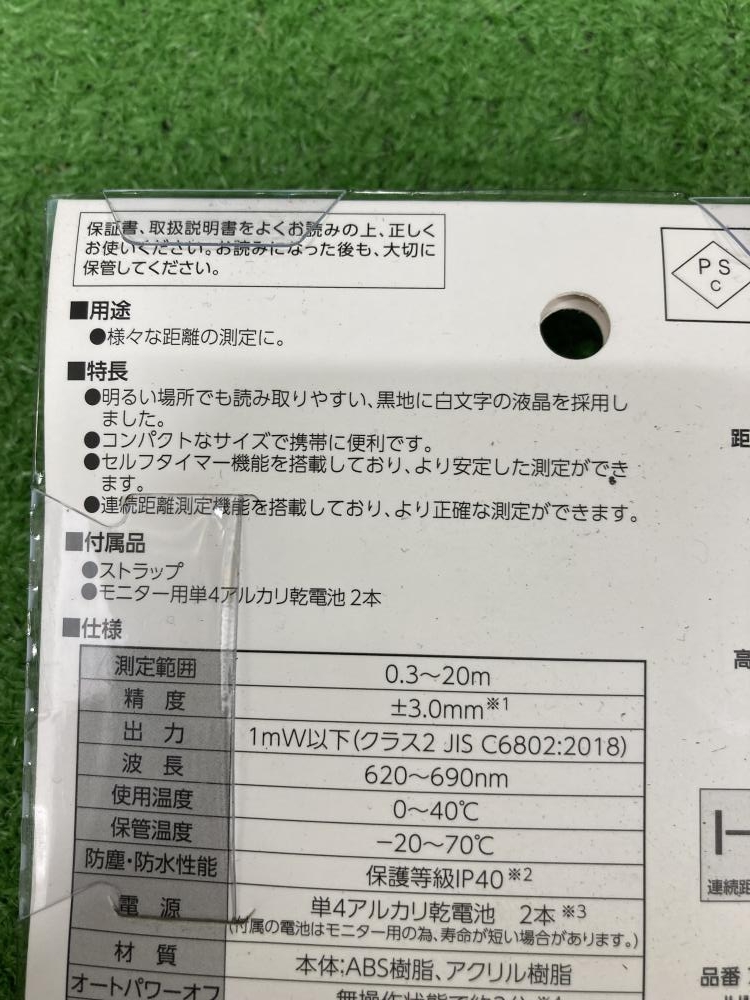 保証書、取扱説明書をよくお読みの上、正しく
お使いください。お読みになった後も、大切に
保管してください。
P S
C
■用途
●様々な距離の測定に。
■特長
●明るい場所でも読み取りやすい、黒地に白文字の液晶を採用し
ました。
●コンパクトなサイズで携帯に便利です。
●セルフタイマー機能を搭載しており、より安定した測定ができ
ます。
●連続距離測定機能を搭載しており、より正確な測定ができます。
■付属品
●ストラップ
●モニター用単4アルカリ乾電池 2本
■仕様
測定範囲 0.3〜20m
精 度 ±3.0mm※1
出 力 1mW以下(クラス2 JIS C6802:2018)
波 長 620〜690nm
使用温度 0〜40℃
保管温度 −20〜70℃
防塵・防水性能 保護等級IP40※2
電 源 単4アルカリ乾電池 2本※3
(付属の電池はモニター用の為、寿命が短い場合があります。)
材 質 本体:ABS樹脂、アクリル樹脂
オートパワーオフ
距
高
連続距
品番